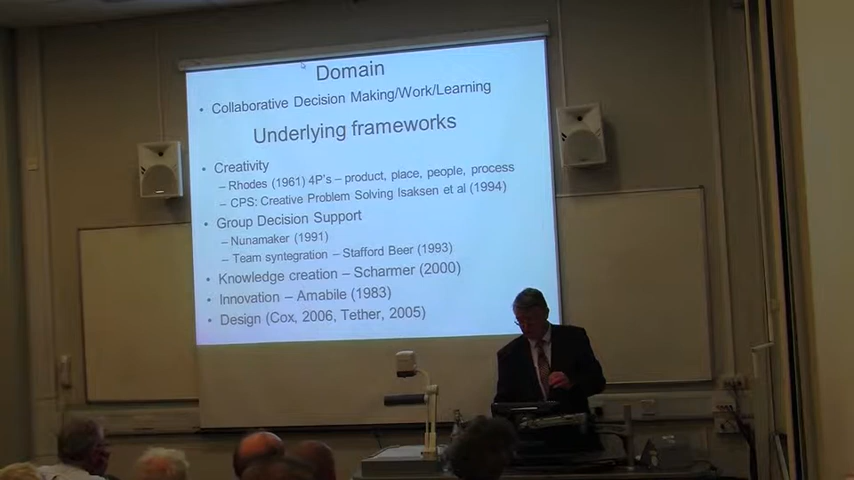 Domain
• Collaborative Decision Making/Work/Learning
Underlying frameworks
• Creativity
– Rhodes (1961) 4P's – product, place, people, process
– CPS: Creative Problem Solving Isaksen et al (1994)
• Group Decision Support
– Nunamaker (1991)
– Team syntegration – Stafford Beer (1993)
• Knowledge creation – Scharmer (2000)
• Innovation – Amabile (1983)
• Design (Cox, 2006, Tether, 2005)